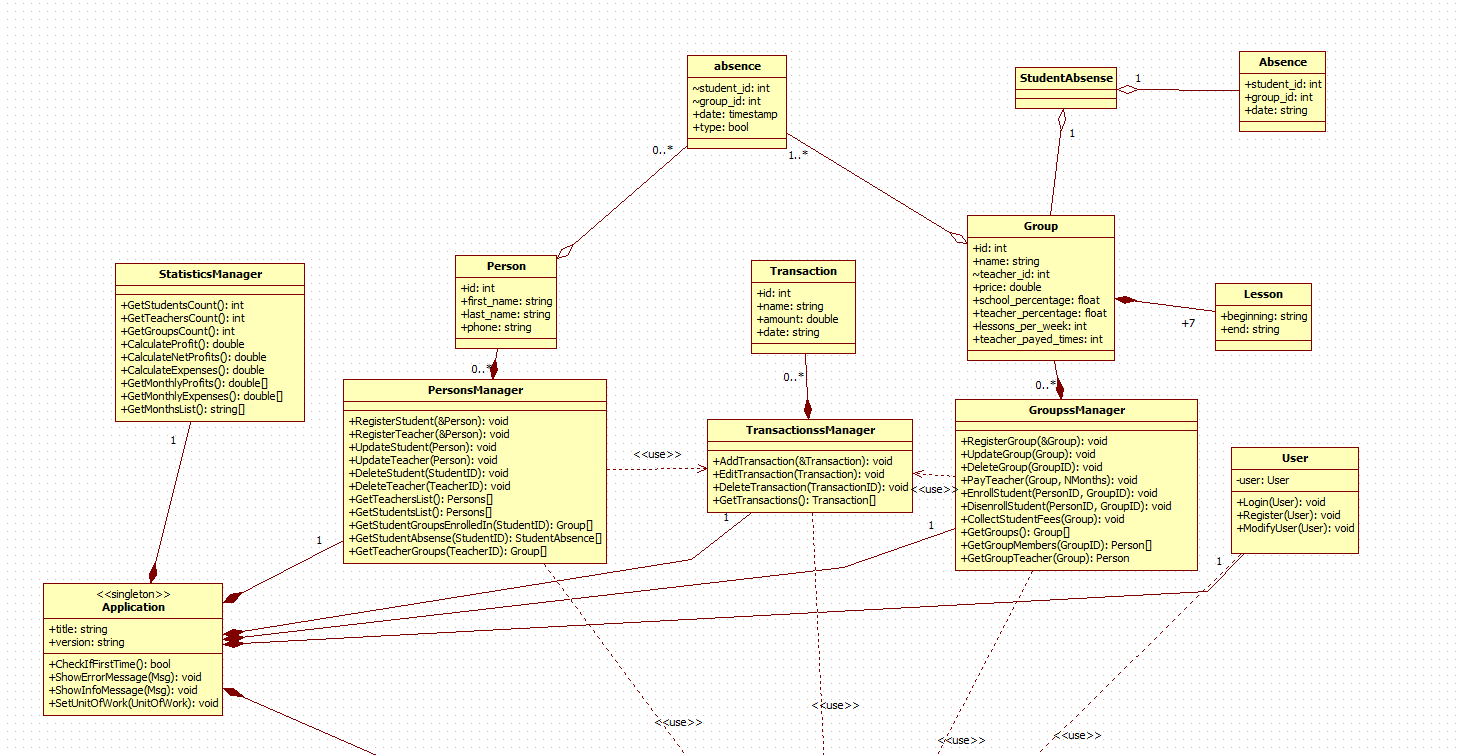 absence
~student_id: int
~group_id: int
+date: timestamp
+type: bool
StudentAbsense
1
Absence
+student_id: int
+group_id: int
+date: string
1
0..*
1..*
Group
+id: int
+name: string
~teacher_id: int
+price: double
+school_percentage: float
+teacher_percentage: float
+lessons_per_week: int
+teacher_payed_times: int
StatisticsManager
+GetStudentsCount(): int
+GetTeachersCount(): int
+GetGroupsCount(): int
+CalculateProfit(): double
+CalculateNetProfits(): double
+CalculateExpenses(): double
+GetMonthlyProfits(): double[]
+GetMonthlyExpenses(): double[]
+GetMonthsList(): string[]
1
Person
+id: int
+first_name: string
+last_name: string
+phone: string
0..*
Transaction
+id: int
+name: string
+amount: double
+date: string
0..*
Lesson
+beginning: string
+end: string
+7
0..*
PersonsManager
+RegisterStudent(&Person): void
+RegisterTeacher(&Person): void
+UpdateStudent(Person): void
+UpdateTeacher(Person): void
+DeleteStudent(StudentID): void
+DeleteTeacher(TeacherID): void
+GetTeachersList(): Persons[]
+GetStudentsList(): Persons[]
+GetStudentGroupsEnrolledIn(StudentID): Group[]
+GetStudentAbsense(StudentID): StudentAbsence[]
+GetTeacherGroups(TeacherID): Group[]
1
<<use>>
TransactionssManager
+AddTransaction(&Transaction): void
+EditTransaction(Transaction): void
+DeleteTransaction(TransactionID): void
+GetTransactions(): Transaction[]
1
<<use>>
GroupssManager
+RegisterGroup(&Group): void
+UpdateGroup(Group): void
+DeleteGroup(GroupID): void
+PayTeacher(Group, NMonths): void
+EnrollStudent(PersonID, GroupID): void
+DisenrollStudent(PersonID, GroupID): void
+CollectStudentFees(Group): void
+GetGroups(): Group[]
+GetGroupMembers(GroupID): Person[]
+GetGroupTeacher(Group): Person
1
User
-user: User
+Login(User): void
+Register(User): void
+ModifyUser(User): void
1
<<singleton>>
Application
+title: string
+version: string
+CheckIfFirstTime(): bool
+ShowErrorMessage(Msg): void
+ShowInfoMessage(Msg): void
+SetUnitOfWork(UnitOfWork): void
<<use>>
<<use>>
<<use>>
<<use>>